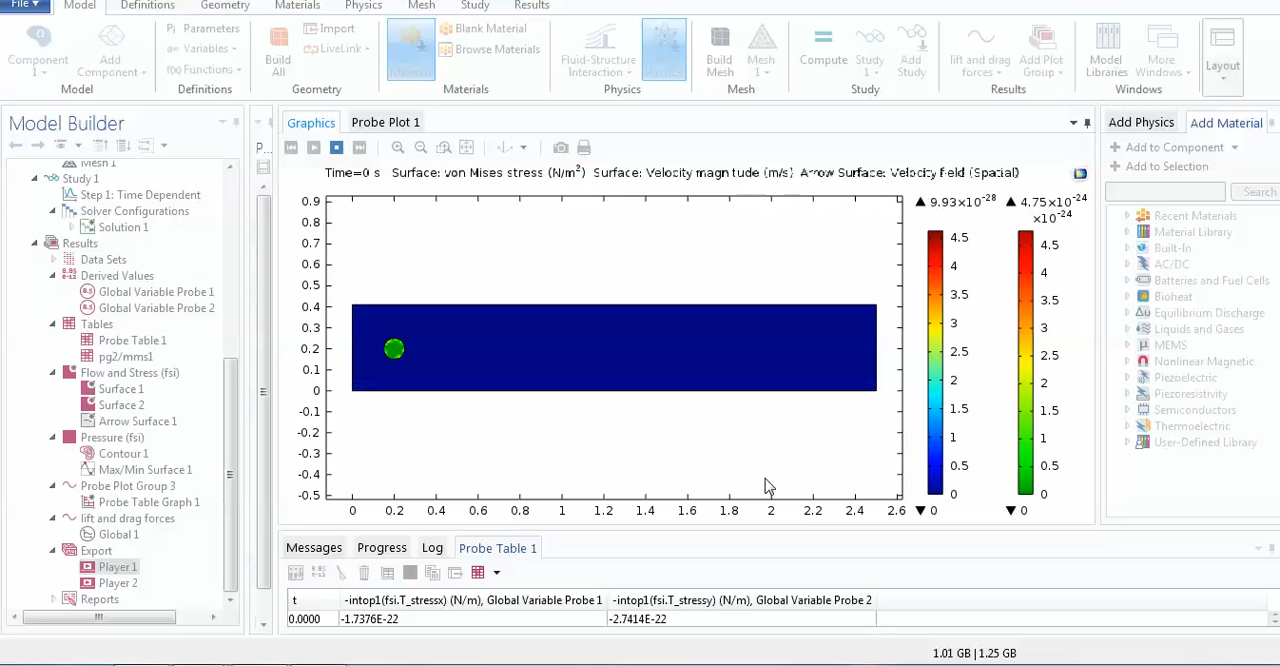 File
Model
Definitions
Geometry
Materials
Physics
Mesh
Study
Results
Component 1
Add Component
Model
Pi Parameters
a= Variables
f(x) Functions
Definitions
Build All
Import
LiveLink
Geometry
Material
Blank Material
Browse Materials
Materials
Fluid-Structure Interaction
Physics
Physics
Build Mesh
Mesh 1
Mesh
Compute
Study 1
Add Study
Study
lift and drag forces
Add Plot Group
Results
Model Libraries
More Windows
Windows
Layout
Model Builder
Mesh 1
Study 1
Step 1: Time Dependent
Solver Configurations
Solution 1
Results
Data Sets
8.85
e-12
Derived Values
8.5 Global Variable Probe 1
8.5 Global Variable Probe 2
Tables
Probe Table 1
pg2/mms1
Flow and Stress (fsi)
Surface 1
Surface 2
Arrow Surface 1
Pressure (fsi)
Contour 1
Max/Min Surface 1
Probe Plot Group 3
Probe Table Graph 1
lift and drag forces
Global 1
Export
Player 1
Player 2
Reports
P...
Graphics
Probe Plot 1
Time=0 s Surface: von Mises stress (N/m²) Surface: Velocity magnitude (m/s) Arrow Surface: Velocity field (Spatial)
0.9
0.8
0.7
0.6
0.5
0.4
0.3
0.2
0.1
0
-0.1
-0.2
-0.3
-0.4
-0.5
0 0.2 0.4 0.6 0.8 1 1.2 1.4 1.6 1.8 2 2.2 2.4 2.6
▲ 9.93×10⁻²⁸
4.5
4
3.5
3
2.5
2
1.5
1
0.5
0
▼ 0
▲ 4.75×10⁻²⁴
×10⁻²⁴
4.5
4
3.5
3
2.5
2
1.5
1
0.5
0
▼ 0
Messages
Progress
Log
Probe Table 1
t
-intop1(fsi.T_stressx) (N/m), Global Variable Probe 1
-intop1(fsi.T_stressy) (N/m), Global Variable Probe 2
0.0000
-1.7376E-22
-2.7414E-22
Add Physics
Add Material
Add to Component
Add to Selection
Search
Recent Materials
Material Library
Built-In
AC/DC
Batteries and Fuel Cells
Bioheat
Equilibrium Discharge
Liquids and Gases
MEMS
Nonlinear Magnetic
Piezoelectric
Piezoresistivity
Semiconductors
Thermoelectric
User-Defined Library
1.01 GB | 1.25 GB